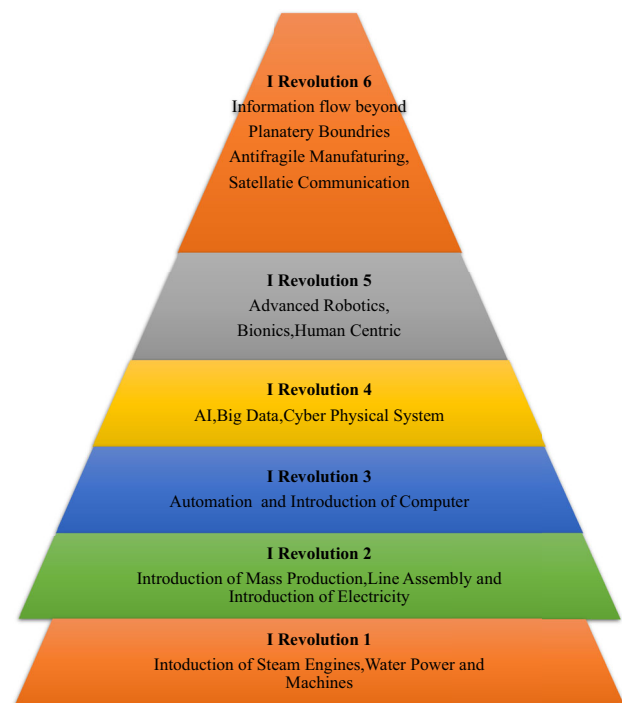 I Revolution 6
Information flow beyond
Planatery Boundries
Antifragile Manufaturing,
Satellatie Communication
I Revolution 5
Advanced Robotics,
Bionics,Human Centric
I Revolution 4
AI,Big Data,Cyber Physical System
I Revolution 3
Automation  and Introduction of Computer
I Revolution 2
Introduction of Mass Production,Line Assembly and
Introduction of Electricity
I Revolution 1
Intoduction of Steam Engines,Water Power and
Machines